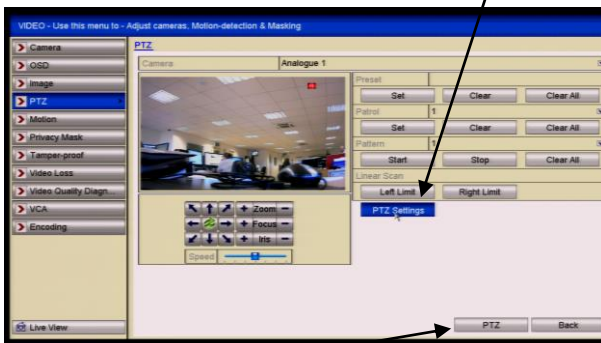 VIDEO - Use this menu to - Adjust cameras, Motion-detection & Masking
Camera
OSD
Image
PTZ
Motion
Privacy Mask
Tamper-proof
Video Loss
Video Quality Diagn...
VCA
Encoding
Live View
PTZ
Camera Analogue 1
Preset
Set Clear Clear All
Patrol 1
Set Clear Clear All
Pattern 1
Start Stop Clear All
Linear Scan
Left Limit Right Limit
PTZ Settings
+ Zoom -
+ Focus -
+ Iris -
Speed
PTZ Back